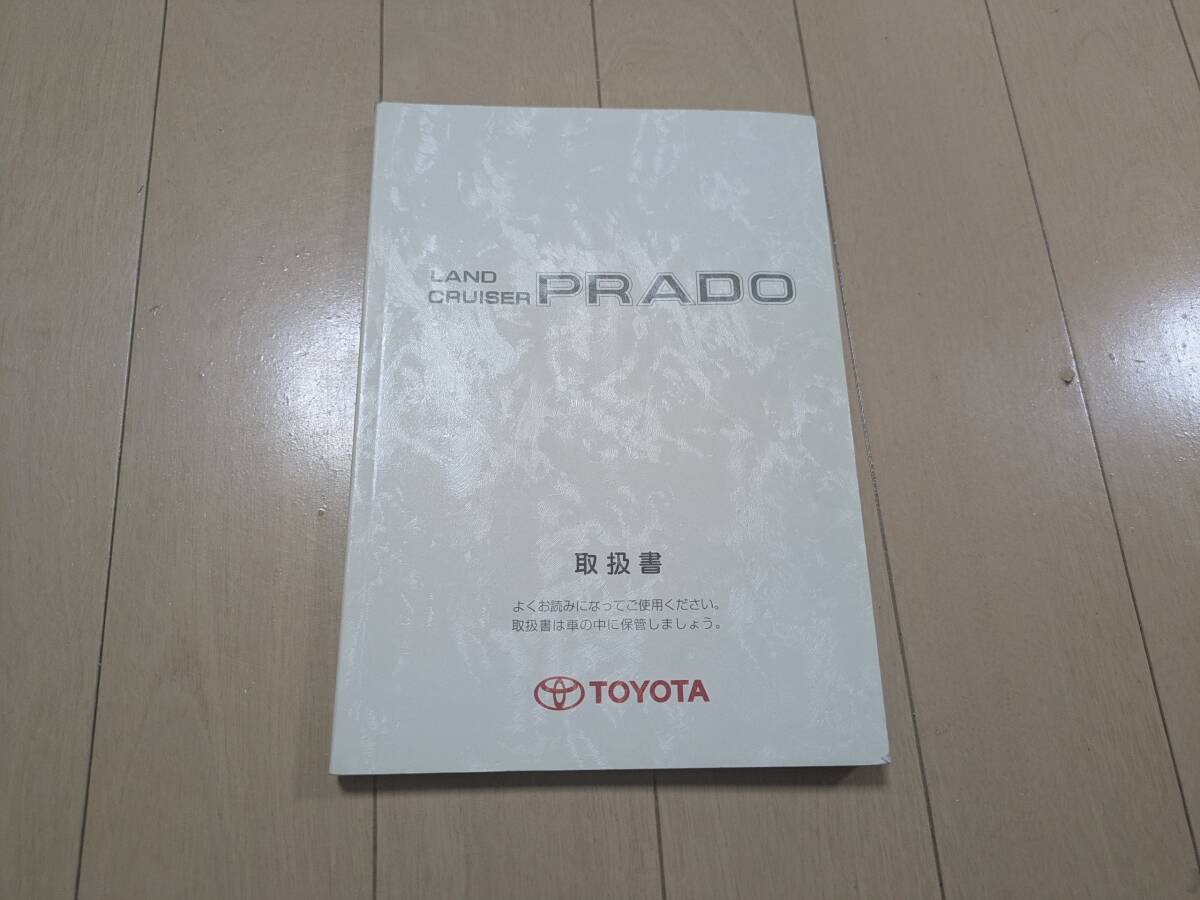 LAND
CRUISER PRADO
取扱書
よくお読みになってご使用ください。
取扱書は車の中に保管しましょう。
TOYOTA